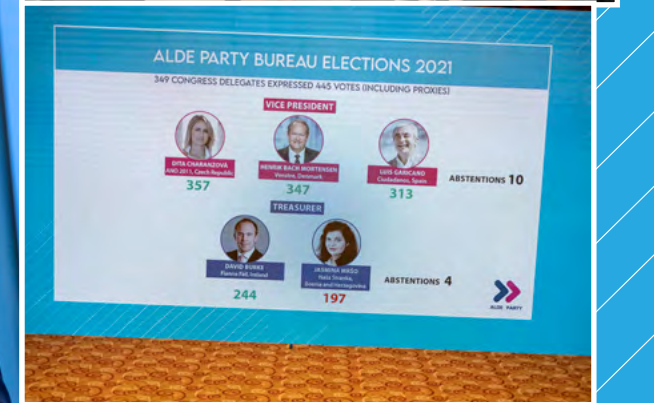 ALDE PARTY BUREAU ELECTIONS 2021
349 CONGRESS DELEGATES EXPRESSED 445 VOTES (INCLUDING PROXIES)
VICE PRESIDENT
DITA CHARANZOVÁ
ANO 2011, Czech Republic
357
HENRIK BACH MORTENSEN
Venstre, Denmark
347
LUIS GARICANO
Ciudadanos, Spain
313
ABSTENTIONS 10
TREASURER
DAVID BURKE
Fianna Fáil, Ireland
244
JASMINA
Naša Stranka,
Bosnia and Herzegovina
197
ABSTENTIONS 4
ALDE PARTY